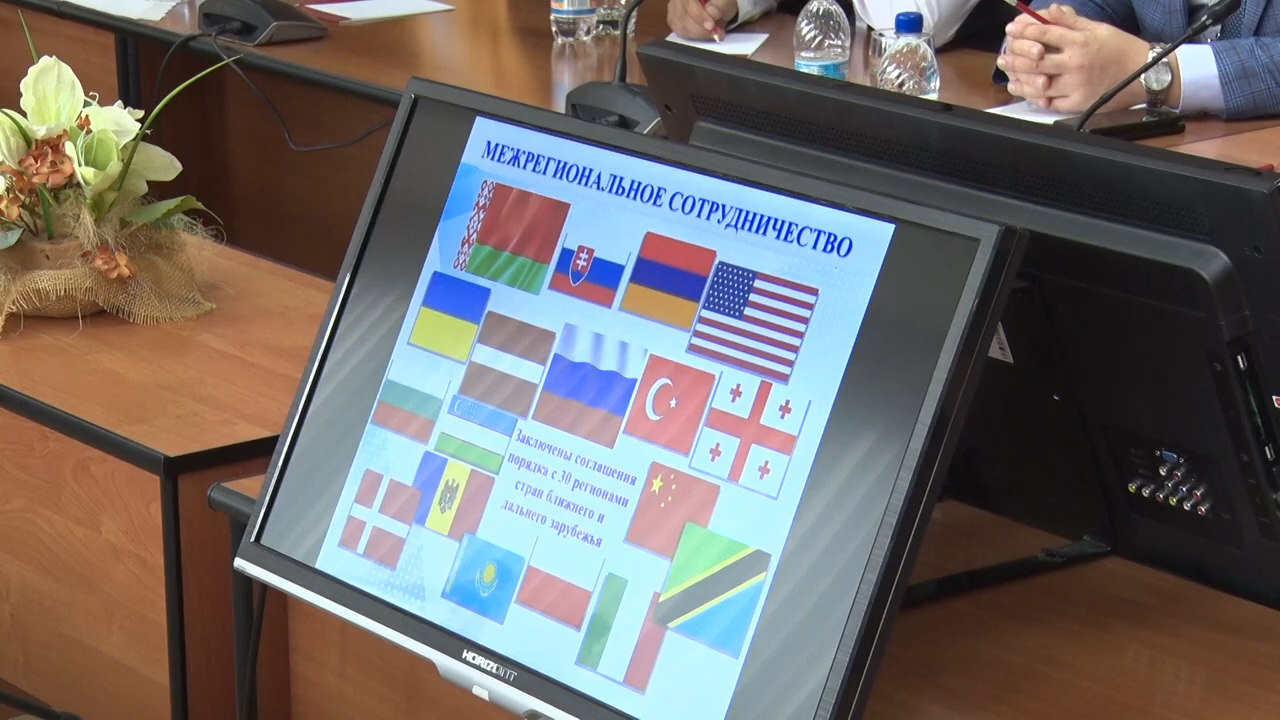 МЕЖРЕГИОНАЛЬНОЕ СОТРУДНИЧЕСТВО
Заключены соглашения
порядка с 30 регионами
стран ближнего и
дальнего зарубежья
HORIZONT